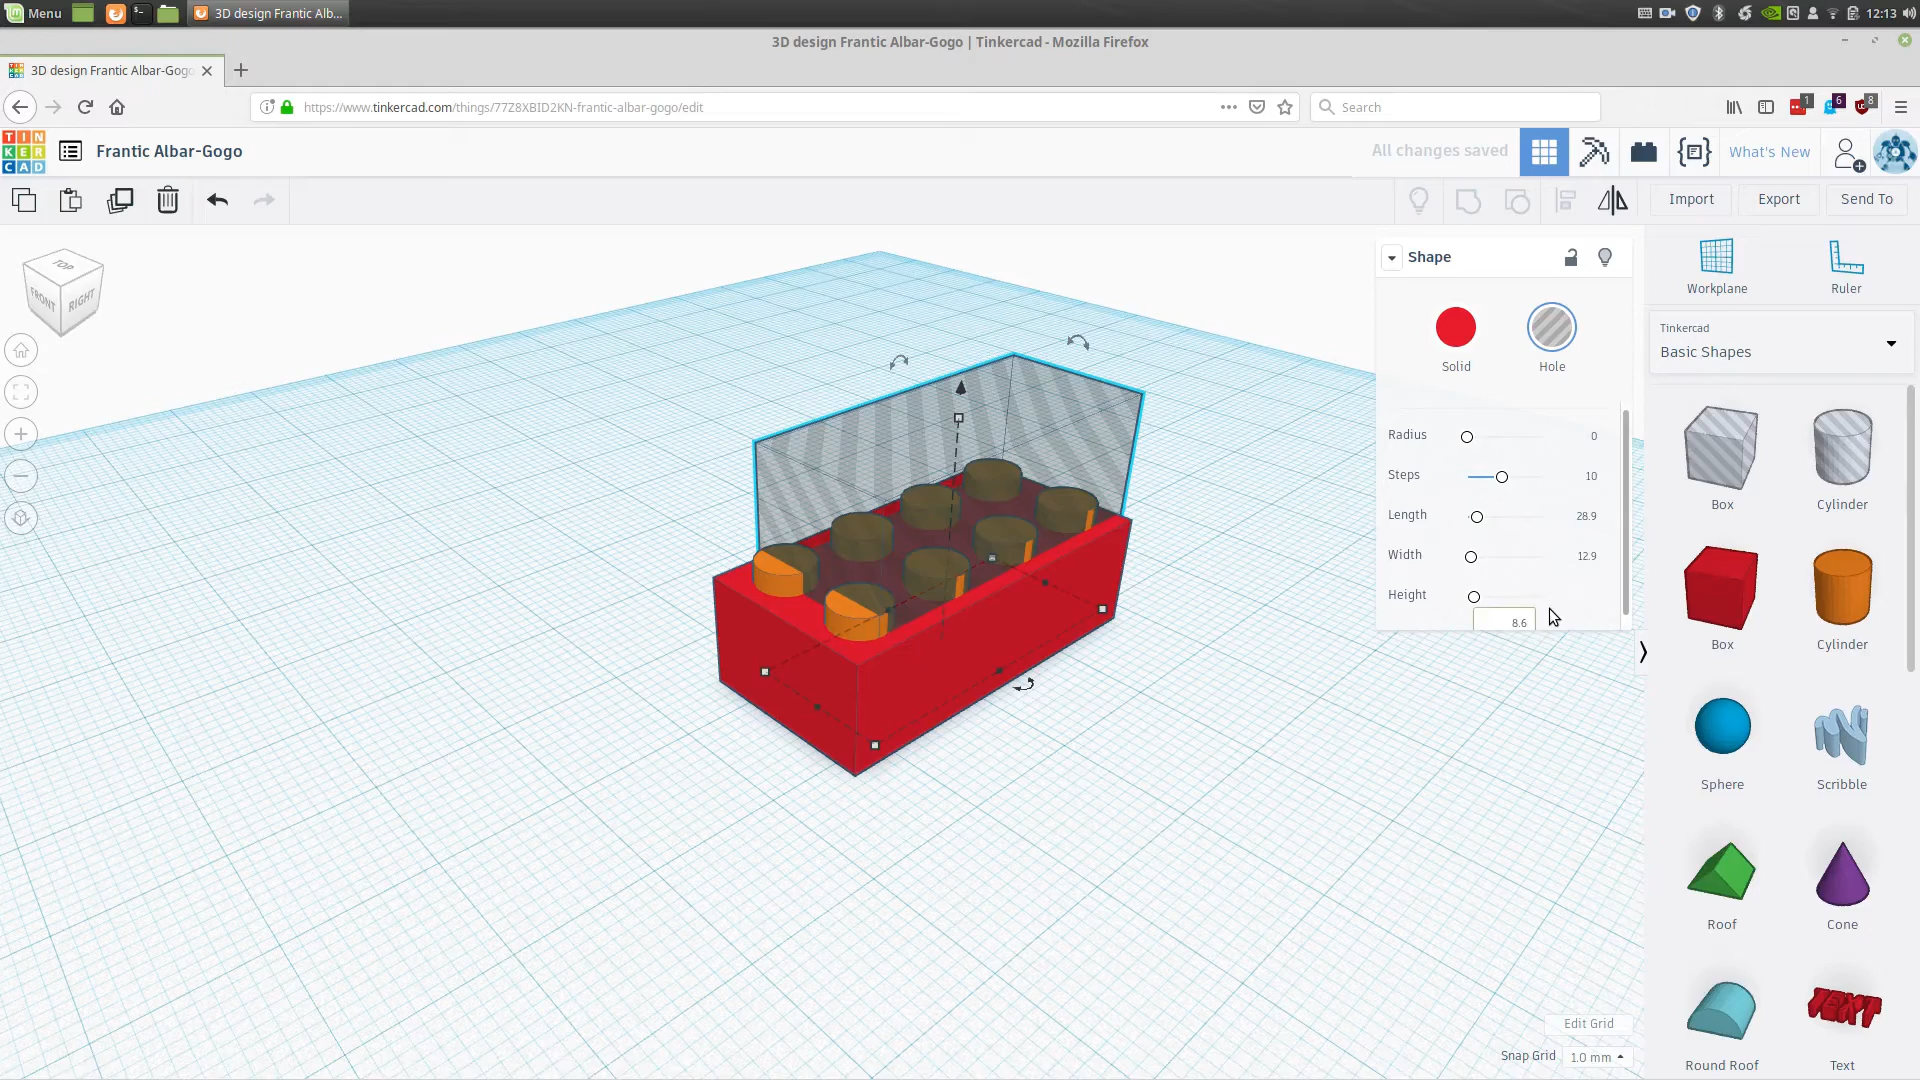 Menu
3D design Frantic Alb...
12:13
3D design Frantic Albar-Gogo | Tinkercad - Mozilla Firefox
3D design Frantic Albar-Gogo
https://www.tinkercad.com/things/77Z8XBID2KN-frantic-albar-gogo/edit
Search
1
6
8
TIN
KER
CAD
Frantic Albar-Gogo
All changes saved
What's New
Import
Export
Send To
TOP
FRONT
RIGHT
Shape
Solid
Hole
Radius
0
Steps
10
Length
28.9
Width
12.9
Height
8.6
Workplane
Ruler
Tinkercad
Basic Shapes
Box
Cylinder
Box
Cylinder
Sphere
Scribble
Roof
Cone
TEXT
Round Roof
Text
Edit Grid
Snap Grid
1.0 mm